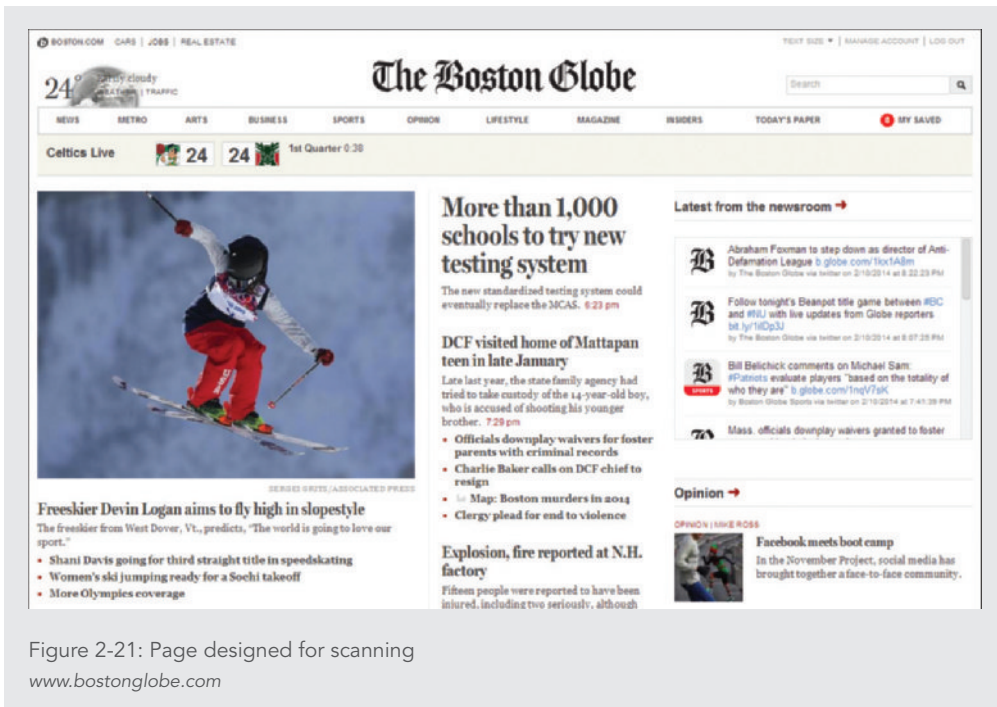 BOSTON.COM CARS | JOBS | REAL ESTATE
TEXT SIZE ▾ | MANAGE ACCOUNT | LOG OUT
24° cloudy
| TRAFFIC
The Boston Globe
Search
NEWS METRO ARTS BUSINESS SPORTS OPINION LIFESTYLE MAGAZINE INSIDERS TODAY'S PAPER MY SAVED
Celtics Live 24 24 1st Quarter 0:38
SERGEI GRITS/ASSOCIATED PRESS
Freeskier Devin Logan aims to fly high in slopestyle
The freeskier from West Dover, Vt., predicts, "The world is going to love our
sport."
• Shani Davis going for third straight title in speedskating
• Women's ski jumping ready for a Sochi takeoff
• More Olympics coverage
More than 1,000
schools to try new
testing system
The new standardized testing system could
eventually replace the MCAS. 6:23 pm
DCF visited home of Mattapan
teen in late January
Late last year, the state family agency had
tried to take custody of the 14-year-old boy,
who is accused of shooting his younger
brother. 7:29 pm
• Officials downplay waivers for foster
parents with criminal records
• Charlie Baker calls on DCF chief to
resign
• Map: Boston murders in 2014
• Clergy plead for end to violence
Explosion, fire reported at N.H.
factory
Fifteen people were reported to have been
injured, including two seriously, although
Latest from the newsroom →
B
Abraham Foxman to step down as director of Anti-
Defamation League b.globe.com/1kx1A8m
by The Boston Globe via twitter on 2/10/2014 at 8:22:23 PM
B
Follow tonight's Beanpot title game between #BC
and #NU with live updates from Globe reporters
by The Boston Globe via twitter on 2/10/2014 at 8:07:25 PM
B
SPORTS
Bill Belichick comments on Michael Sam:
#Patriots evaluate players "based on the totality of
who they are" b.globe.com/1nqV7sK
by Boston Globe Sports via twitter on 2/10/2014 at 7:41:39 PM
Mass. officials downplay waivers granted to foster
Opinion →
OPINION | MIKE ROSS
Facebook meets boot camp
In the November Project, social media has
brought together a face-to-face community.
Figure 2-21: Page designed for scanning
www.bostonglobe.com